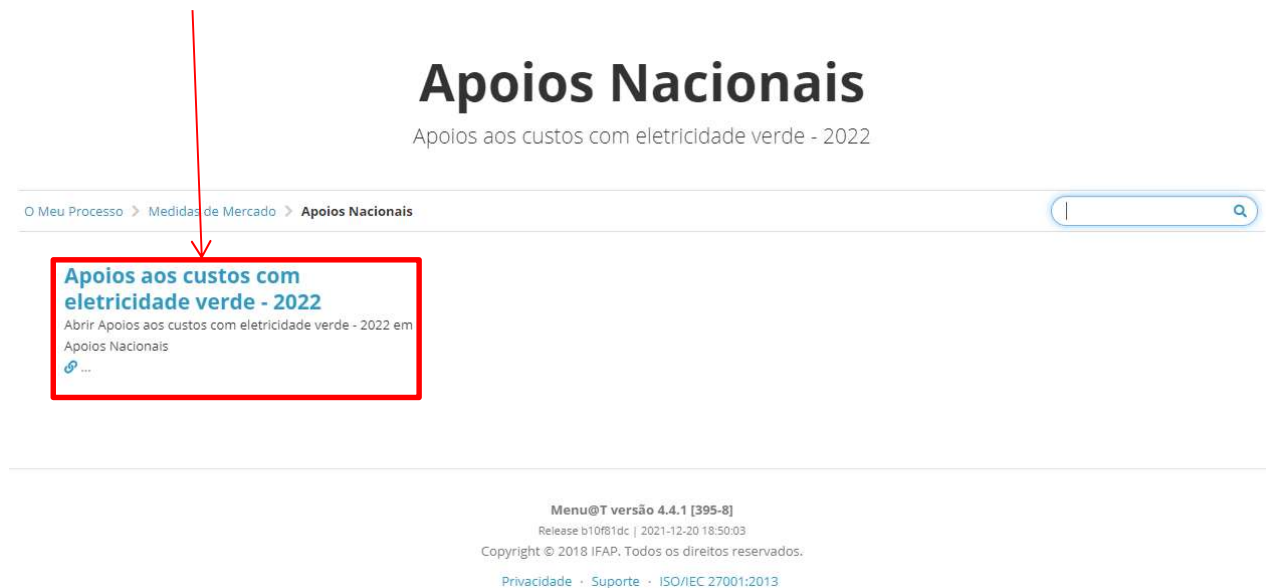 Apoios Nacionais
Apoios aos custos com eletricidade verde - 2022
O Meu Processo > Medidas de Mercado > Apoios Nacionais
Apoios aos custos com
eletricidade verde - 2022
Abrir Apoios aos custos com eletricidade verde - 2022 em
Apoios Nacionais
...
Menu@T versão 4.4.1 [395-8]
Release b10f81dc | 2021-12-20 18:50:03
Copyright © 2018 IFAP. Todos os direitos reservados.
Privacidade · Suporte · ISO/IEC 27001:2013